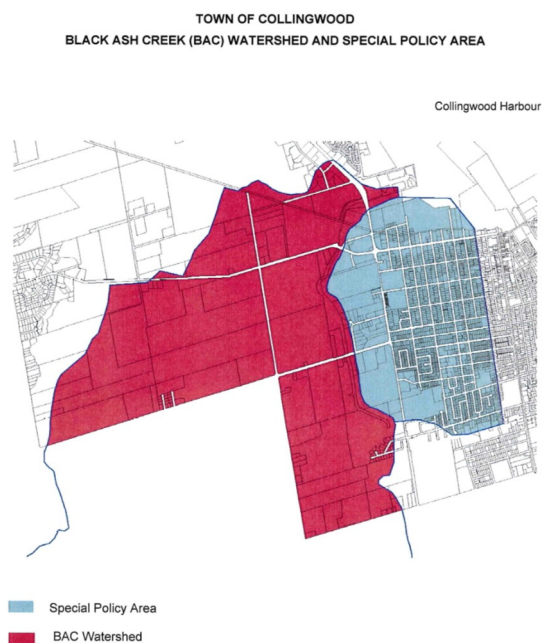 TOWN OF COLLINGWOOD
BLACK ASH CREEK (BAC) WATERSHED AND SPECIAL POLICY AREA
Collingwood Harbour
Special Policy Area
BAC Watershed